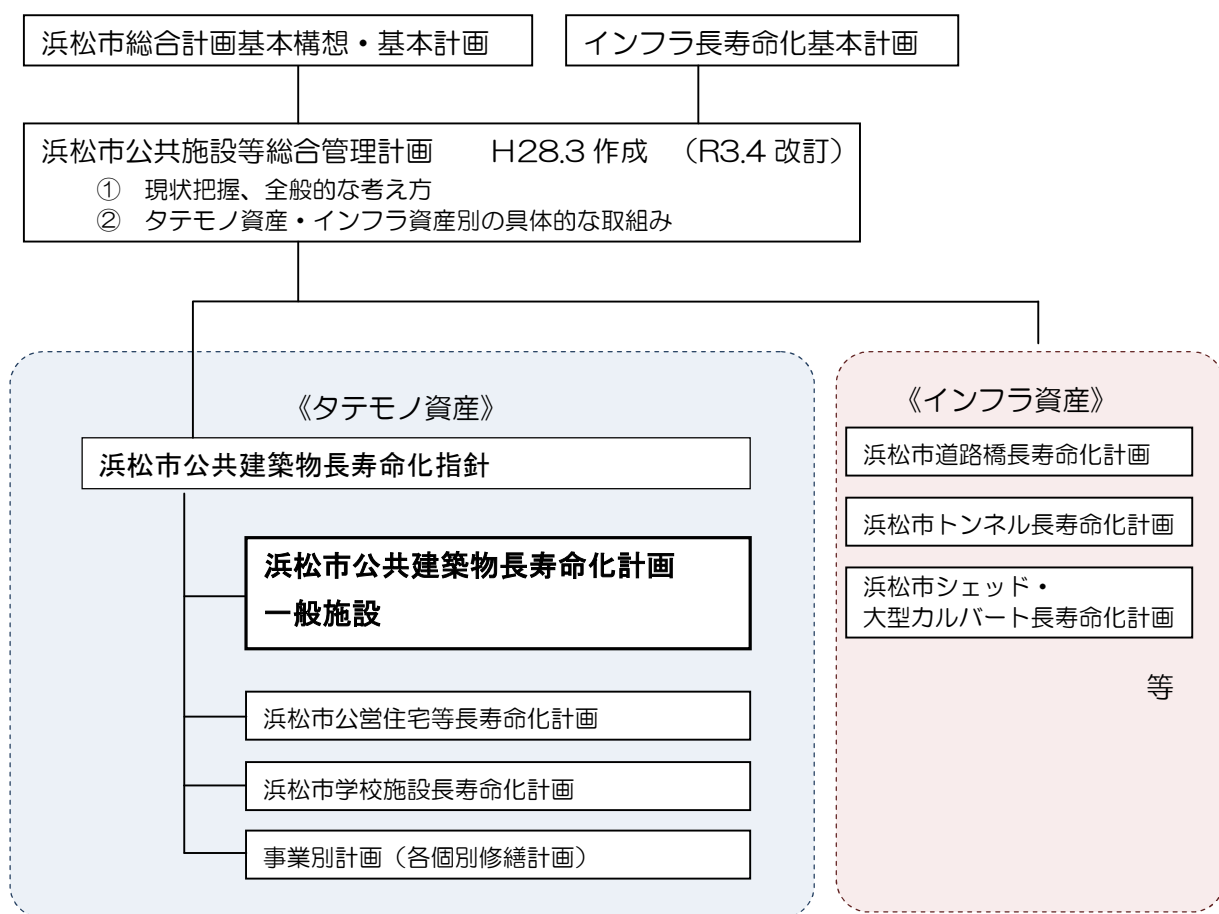 浜松市総合計画基本構想・基本計画
インフラ長寿命化基本計画
浜松市公共施設等総合管理計画 H28.3 作成 （R3.4 改訂）
① 現状把握、全般的な考え方
② タテモノ資産・インフラ資産別の具体的な取組み
《タテモノ資産》
浜松市公共建築物長寿命化指針
浜松市公共建築物長寿命化計画
一般施設
浜松市公営住宅等長寿命化計画
浜松市学校施設長寿命化計画
事業別計画（各個別修繕計画）
《インフラ資産》
浜松市道路橋長寿命化計画
浜松市トンネル長寿命化計画
浜松市シェッド・
大型カルバート長寿命化計画
等